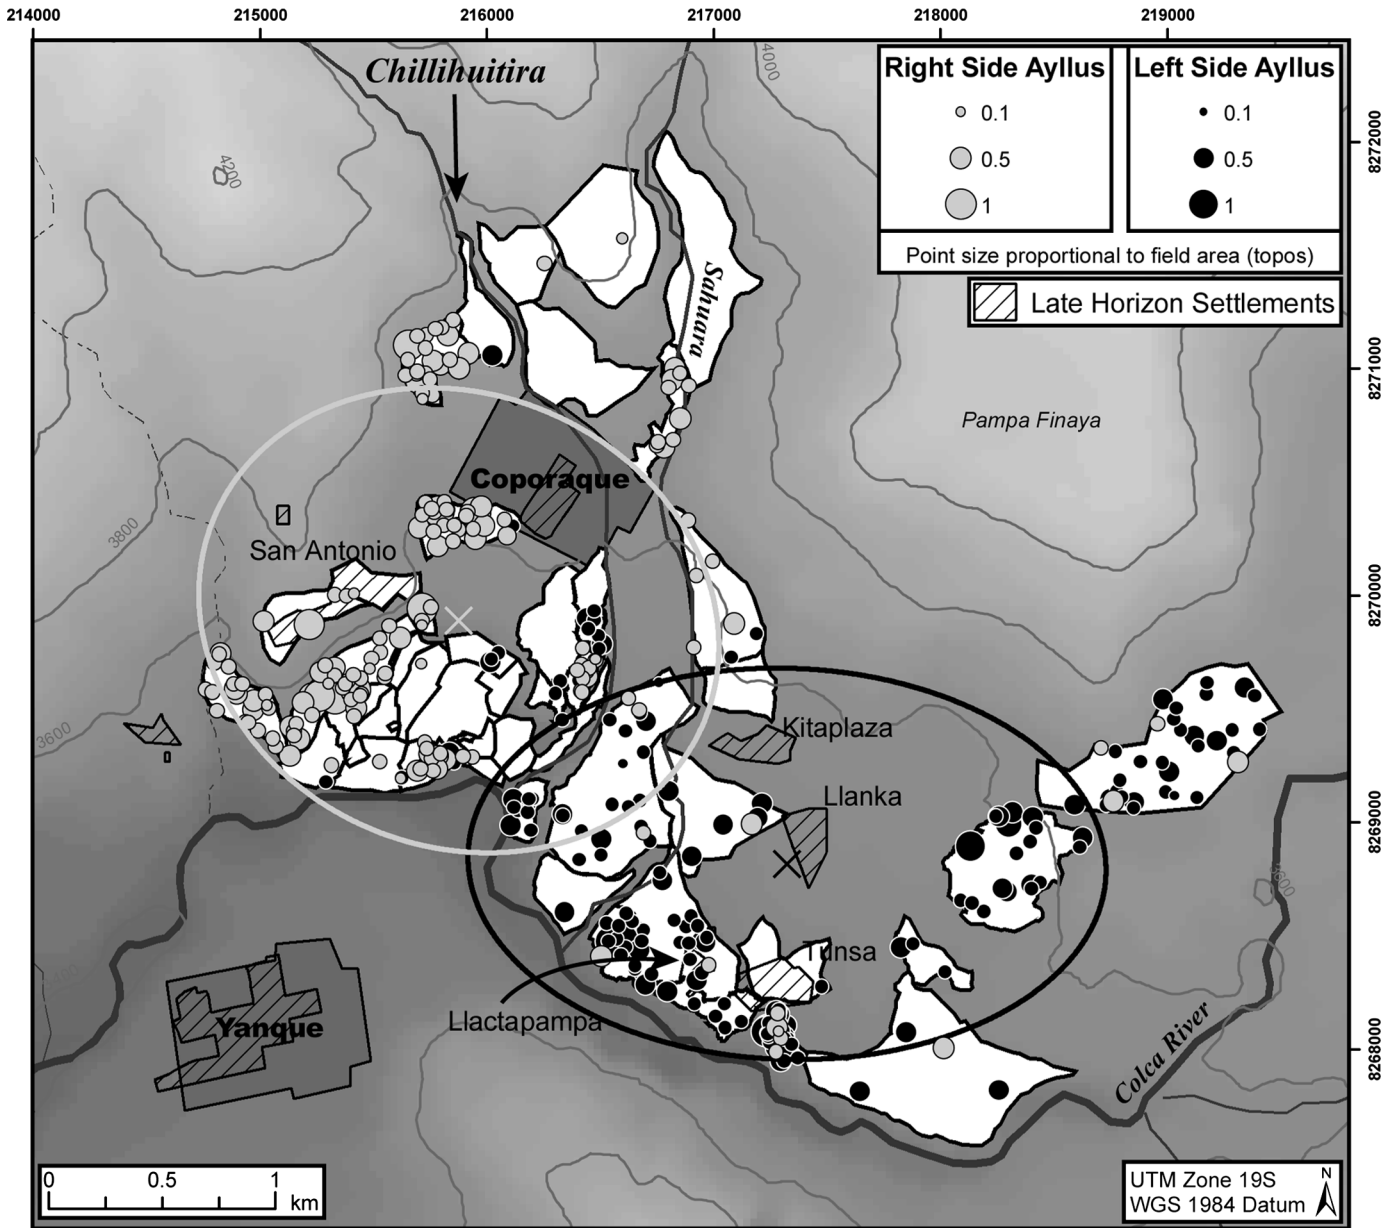 214000 215000 216000 217000 218000 219000
Chillihuitira
4000
Right Side Ayllus
Left Side Ayllus
0.1
0.1
0.5
0.5
1
1
Point size proportional to field area (topos)
Late Horizon Settlements
8272000
4200
Sahuara
8271000
Pampa Finaya
Coporaque
3800
San Antonio
8270000
3600
Kitaplaza
Llanka
8269000
Tunsa
Llactapampa
Yanque
8268000
Colca River
0 0.5 1
km
UTM Zone 19S
WGS 1984 Datum
N